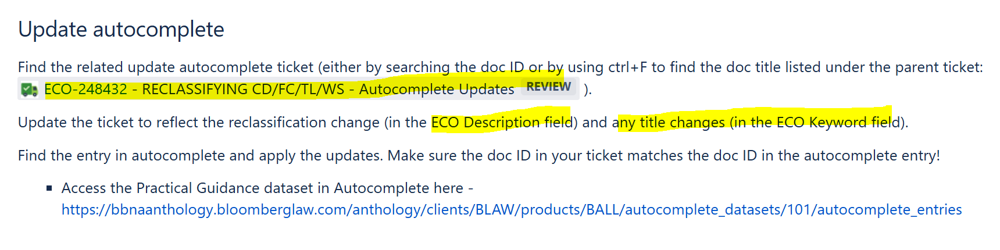 Update autocomplete
Find the related update autocomplete ticket (either by searching the doc ID or by using ctrl+F to find the doc title listed under the parent ticket:
ECO-248432 - RECLASSIFYING CD/FC/TL/WS - Autocomplete Updates REVIEW ).
Update the ticket to reflect the reclassification change (in the ECO Description field) and any title changes (in the ECO Keyword field).
Find the entry in autocomplete and apply the updates. Make sure the doc ID in your ticket matches the doc ID in the autocomplete entry!
▪ Access the Practical Guidance dataset in Autocomplete here -
https://bbnaanthology.bloomberglaw.com/anthology/clients/BLAW/products/BALL/autocomplete_datasets/101/autocomplete_entries